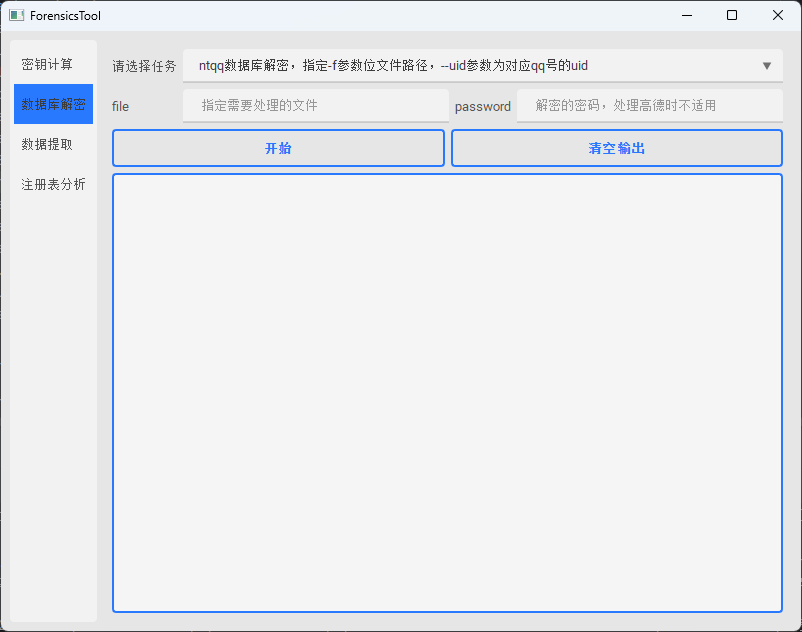 ForensicsTool
密钥计算
数据库解密
数据提取
注册表分析
请选择任务
ntqq数据库解密，指定-f参数位文件路径，--uid参数为对应qq号的uid
file
指定需要处理的文件
password
解密的密码，处理高德时不适用
开始
清空输出